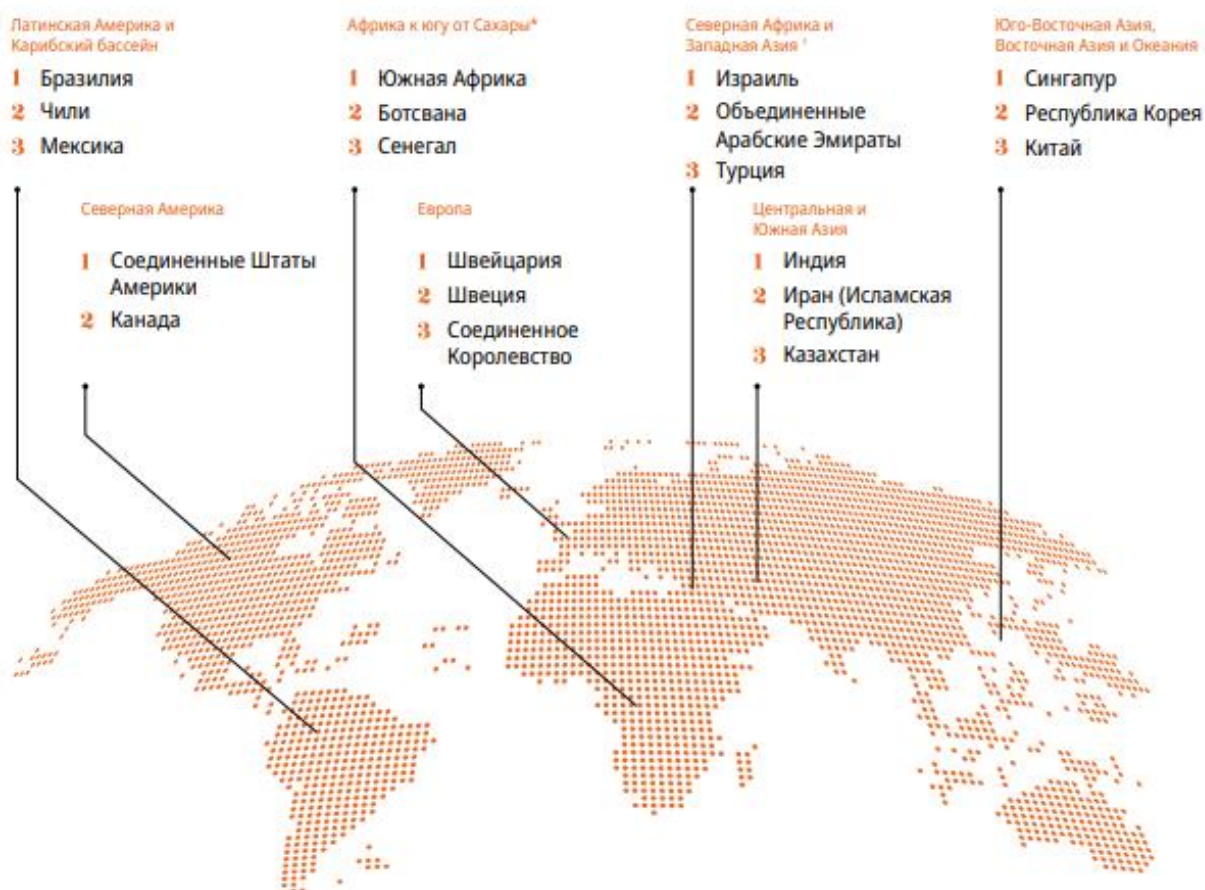 Латинская Америка и
Карибский бассейн
1 Бразилия
2 Чили
3 Мексика
Африка к югу от Сахары*
1 Южная Африка
2 Ботсвана
3 Сенегал
Северная Африка и
Западная Азия †
1 Израиль
2 Объединенные
Арабские Эмираты
3 Турция
Юго-Восточная Азия,
Восточная Азия и Океания
1 Сингапур
2 Республика Корея
3 Китай
Северная Америка
1 Соединенные Штаты
Америки
2 Канада
Европа
1 Швейцария
2 Швеция
3 Соединенное
Королевство
Центральная и
Южная Азия
1 Индия
2 Иран (Исламская
Республика)
3 Казахстан